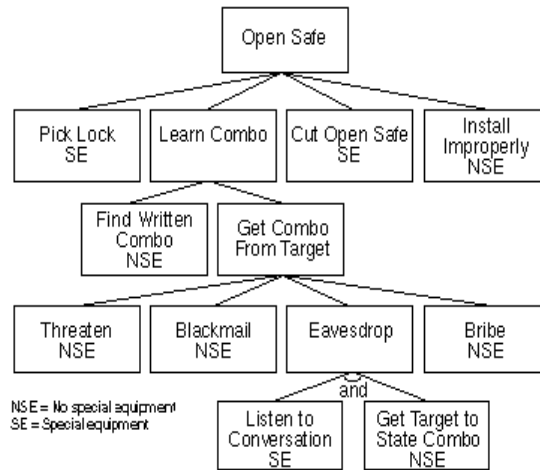 Open Safe
Pick Lock
SE
Learn Combo
Cut Open Safe
SE
Install
Improperly
NSE
Find Written
Combo
NSE
Get Combo
From Target
Threaten
NSE
Blackmail
NSE
Eavesdrop
Bribe
NSE
and
Listen to
Conversation
SE
Get Target to
State Combo
NSE
NSE = No special equipment
SE = Special equipment